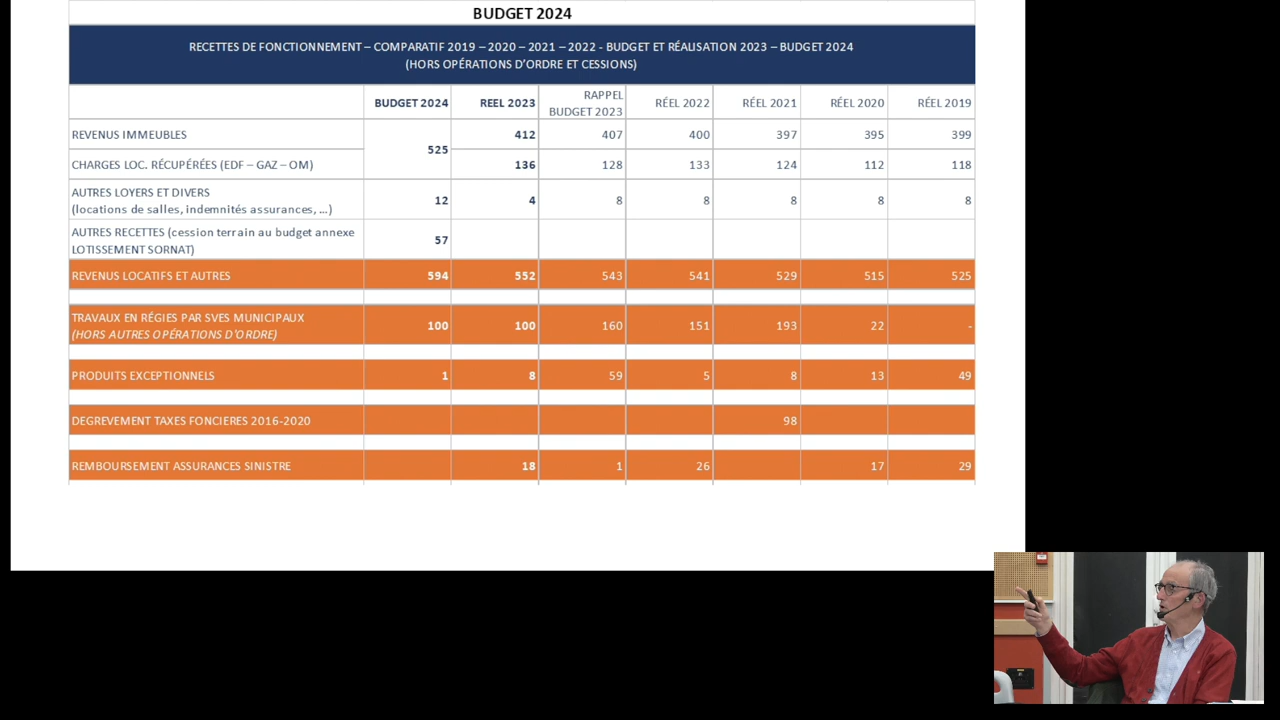 BUDGET 2024
RECETTES DE FONCTIONNEMENT – COMPARATIF 2019 – 2020 – 2021 – 2022 - BUDGET ET RÉALISATION 2023 – BUDGET 2024
(HORS OPÉRATIONS D'ORDRE ET CESSIONS)
BUDGET 2024 REEL 2023 RAPPEL BUDGET 2023 RÉEL 2022 RÉEL 2021 RÉEL 2020 RÉEL 2019
REVENUS IMMEUBLES 412 407 400 397 395 399
525
CHARGES LOC. RÉCUPÉRÉES (EDF – GAZ – OM) 136 128 133 124 112 118
AUTRES LOYERS ET DIVERS
(locations de salles, indemnités assurances, ...) 12 4 8 8 8 8 8
AUTRES RECETTES (cession terrain au budget annexe
LOTISSEMENT SORNAT) 57
REVENUS LOCATIFS ET AUTRES 594 552 543 541 529 515 525
TRAVAUX EN RÉGIES PAR SVES MUNICIPAUX
(HORS AUTRES OPÉRATIONS D'ORDRE) 100 100 160 151 193 22 -
PRODUITS EXCEPTIONNELS 1 8 59 5 8 13 49
DEGREVEMENT TAXES FONCIERES 2016-2020 98
REMBOURSEMENT ASSURANCES SINISTRE 18 1 26 17 29